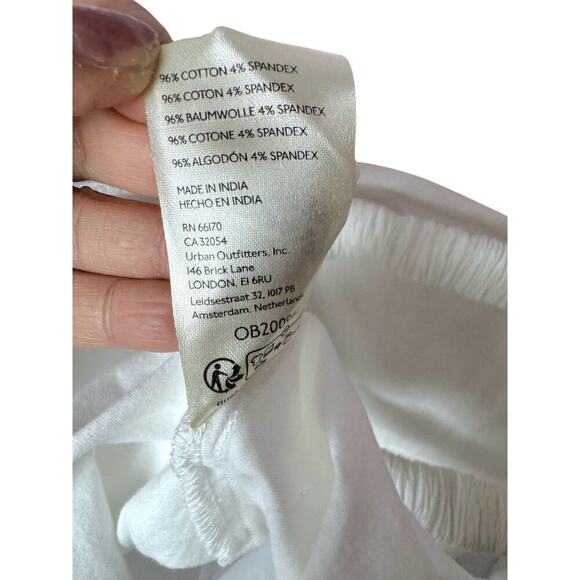 96% COTTON 4% SPANDEX
96% COTON 4% SPANDEX
96% BAUMWOLLE 4% SPANDEX
96% COTONE 4% SPANDEX
96% ALGODÓN 4% SPANDEX
MADE IN INDIA
HECHO EN INDIA
RN 66170
CA 32054
Urban Outfitters, Inc.
146 Brick Lane
LONDON, E1 6RU
Leidsestraat 32, 1017 PB
Amsterdam, Netherlands